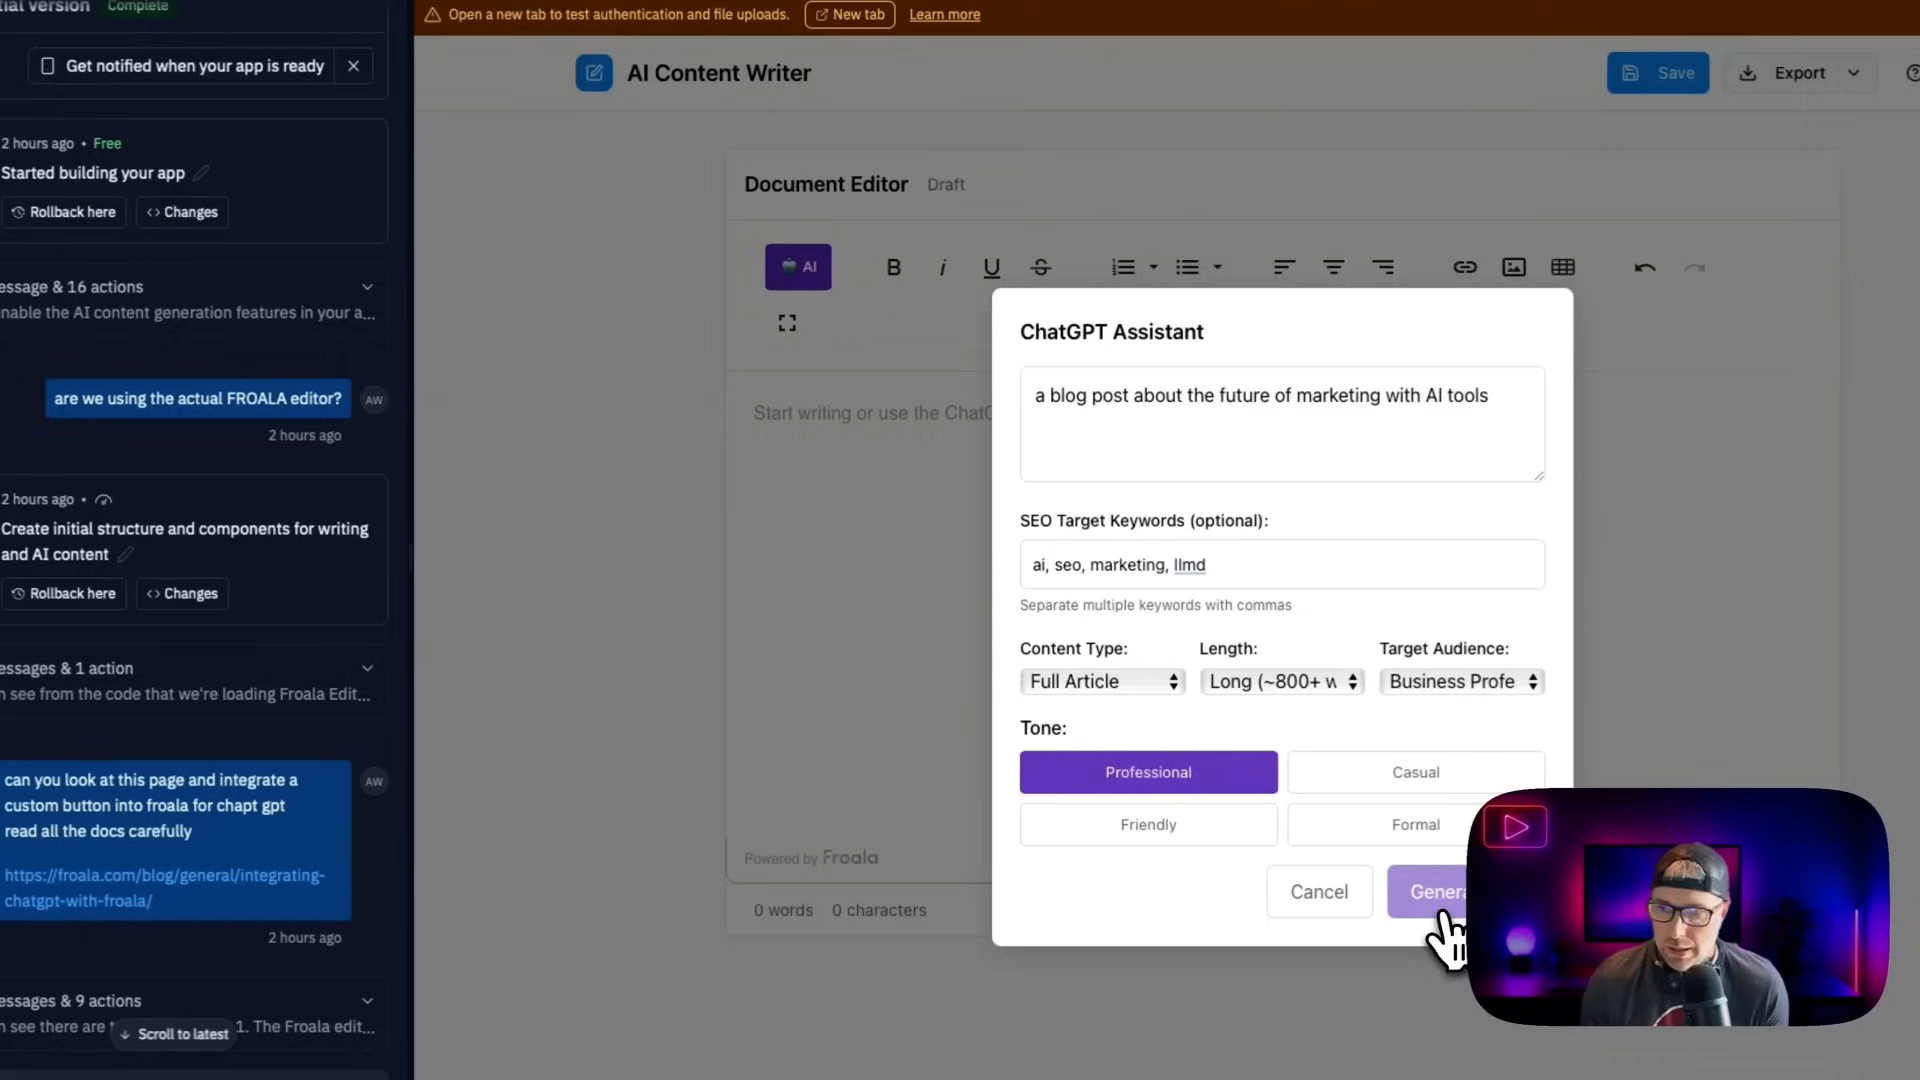 tial version Complete
Get notified when your app is ready
2 hours ago • Free
Started building your app
Rollback here
Changes
essage & 16 actions
nable the AI content generation features in your a...
are we using the actual FROALA editor?
AW
2 hours ago
2 hours ago •
Create initial structure and components for writing
and AI content
Rollback here
Changes
essages & 1 action
n see from the code that we're loading Froala Edit...
can you look at this page and integrate a
custom button into froala for chapt gpt
read all the docs carefully
https://froala.com/blog/general/integrating-
chatgpt-with-froala/
AW
2 hours ago
essages & 9 actions
n see there are
Scroll to latest
1. The Froala edit...
Open a new tab to test authentication and file uploads.
New tab
Learn more
AI Content Writer
Save
Export
Document Editor Draft
AI
B i U S
Start writing or use the ChatG
Powered by Froala
0 words 0 characters
ChatGPT Assistant
a blog post about the future of marketing with AI tools
SEO Target Keywords (optional):
ai, seo, marketing, llmd
Separate multiple keywords with commas
Content Type: Length: Target Audience:
Full Article Long (~800+ w Business Profe
Tone:
Professional Casual
Friendly Formal
Cancel Genera